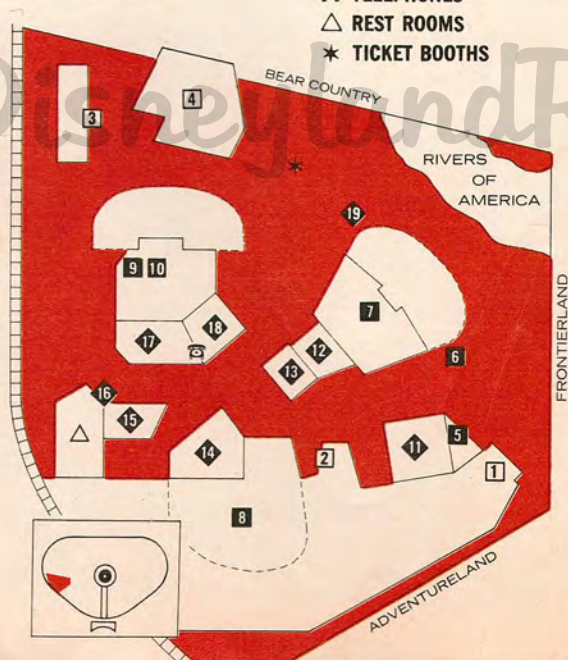 REST ROOMS
TICKET BOOTHS
BEAR COUNTRY
RIVERS
OF
AMERICA
3
4
19
9 10
7
18
17
12
6
13
16
15
14
2
11
5
1
8
FRONTIERLAND
ADVENTURELAND